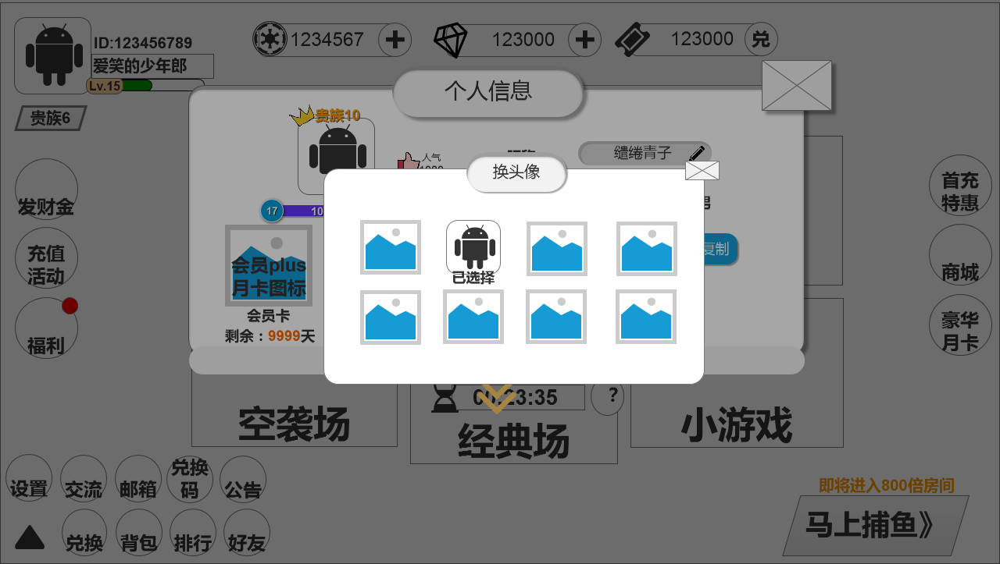 ID:123456789
爱笑的少年郎
Lv.15
贵族6
1234567
123000
123000
兑
个人信息
贵族10
人气
缱绻青子
17
10
换头像
已选择
复制
会员plus
月卡图标
会员卡
剩余：9999天
发财金
充值
活动
福利
首充
特惠
商城
豪华
月卡
?
空袭场
经典场
小游戏
设置
交流
邮箱
兑换
码
公告
兑换
背包
排行
好友
即将进入800倍房间
马上捕鱼》